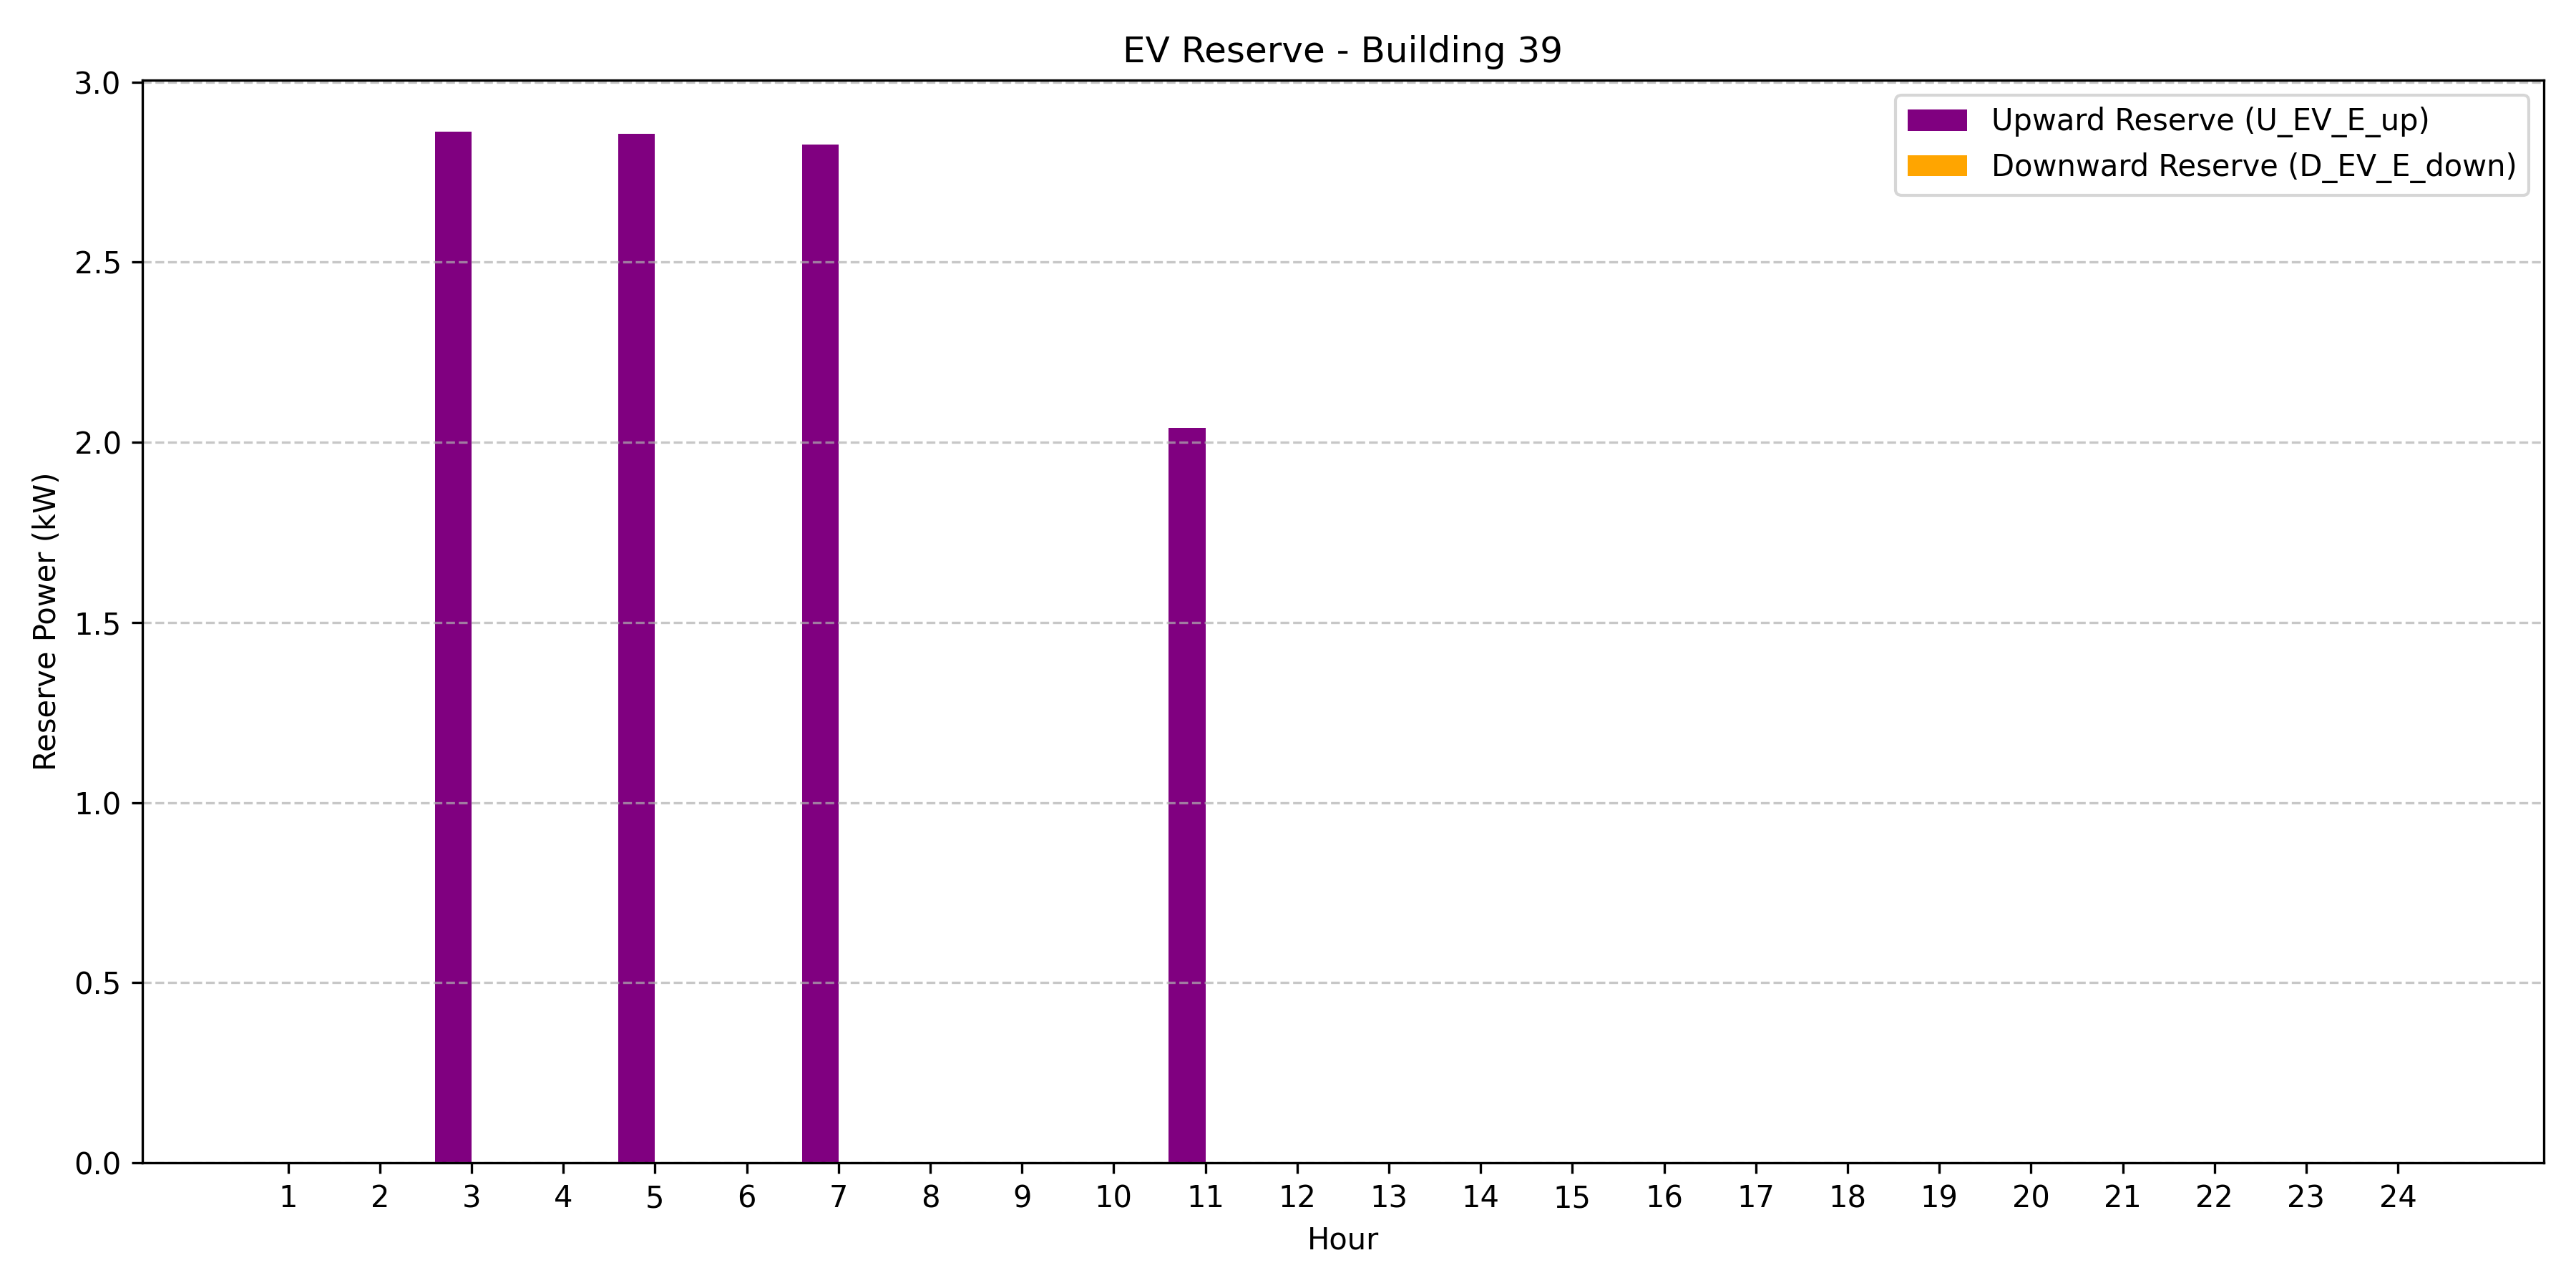 EV Reserve - Building 39
Upward Reserve (U_EV_E_up)
Downward Reserve (D_EV_E_down)
Reserve Power (kW)
3.0
2.5
2.0
1.5
1.0
0.5
0.0
1 2 3 4 5 6 7 8 9 10 11 12 13 14 15 16 17 18 19 20 21 22 23 24
Hour